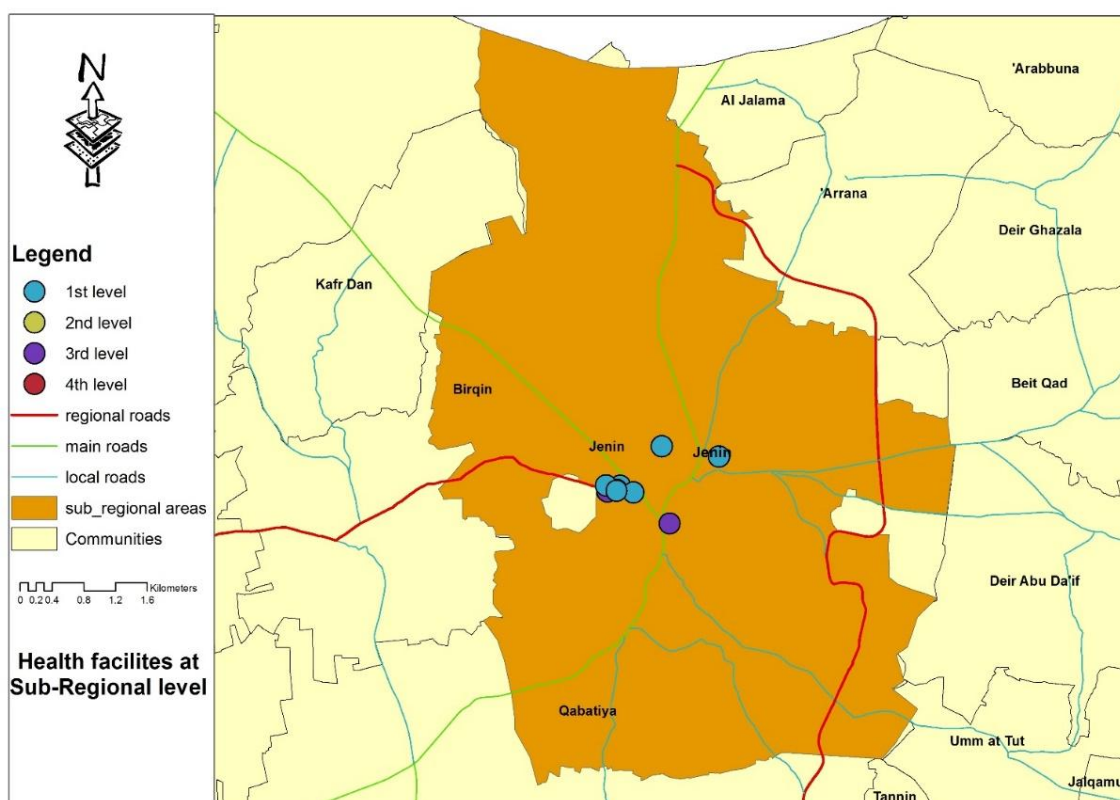 N
Legend
1st level
2nd level
3rd level
4th level
regional roads
main roads
local roads
sub_regional areas
Communities
Kilometers
0 0.20.4 0.8 1.2 1.6
Health facilites at
Sub-Regional level
'Arabbuna
Al Jalama
'Arrana
Deir Ghazala
Kafr Dan
Beit Qad
Birqin
Jenin
Jenin
Deir Abu Da'if
Qabatiya
Umm at Tut
Jalqamu
Tannin